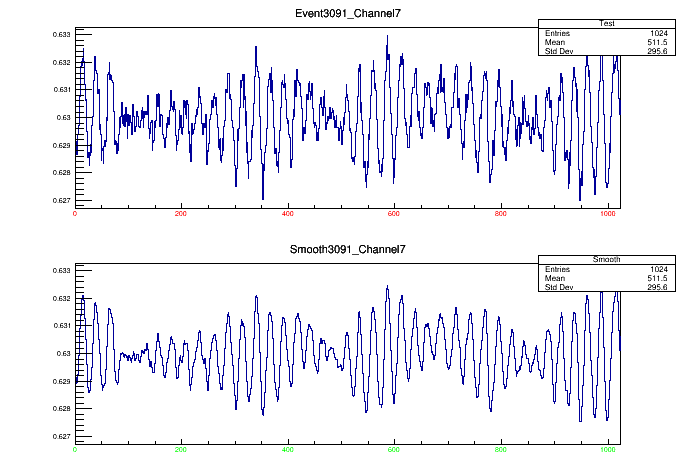 Event3091_Channel7
Test
Entries 1024
Mean 511.5
Std Dev 295.6
0.633
0.632
0.631
0.63
0.629
0.628
0.627
0 200 400 600 800 1000
Smooth3091_Channel7
Smooth
Entries 1024
Mean 511.5
Std Dev 295.6
0.633
0.632
0.631
0.63
0.629
0.628
0.627
0 200 400 600 800 1000